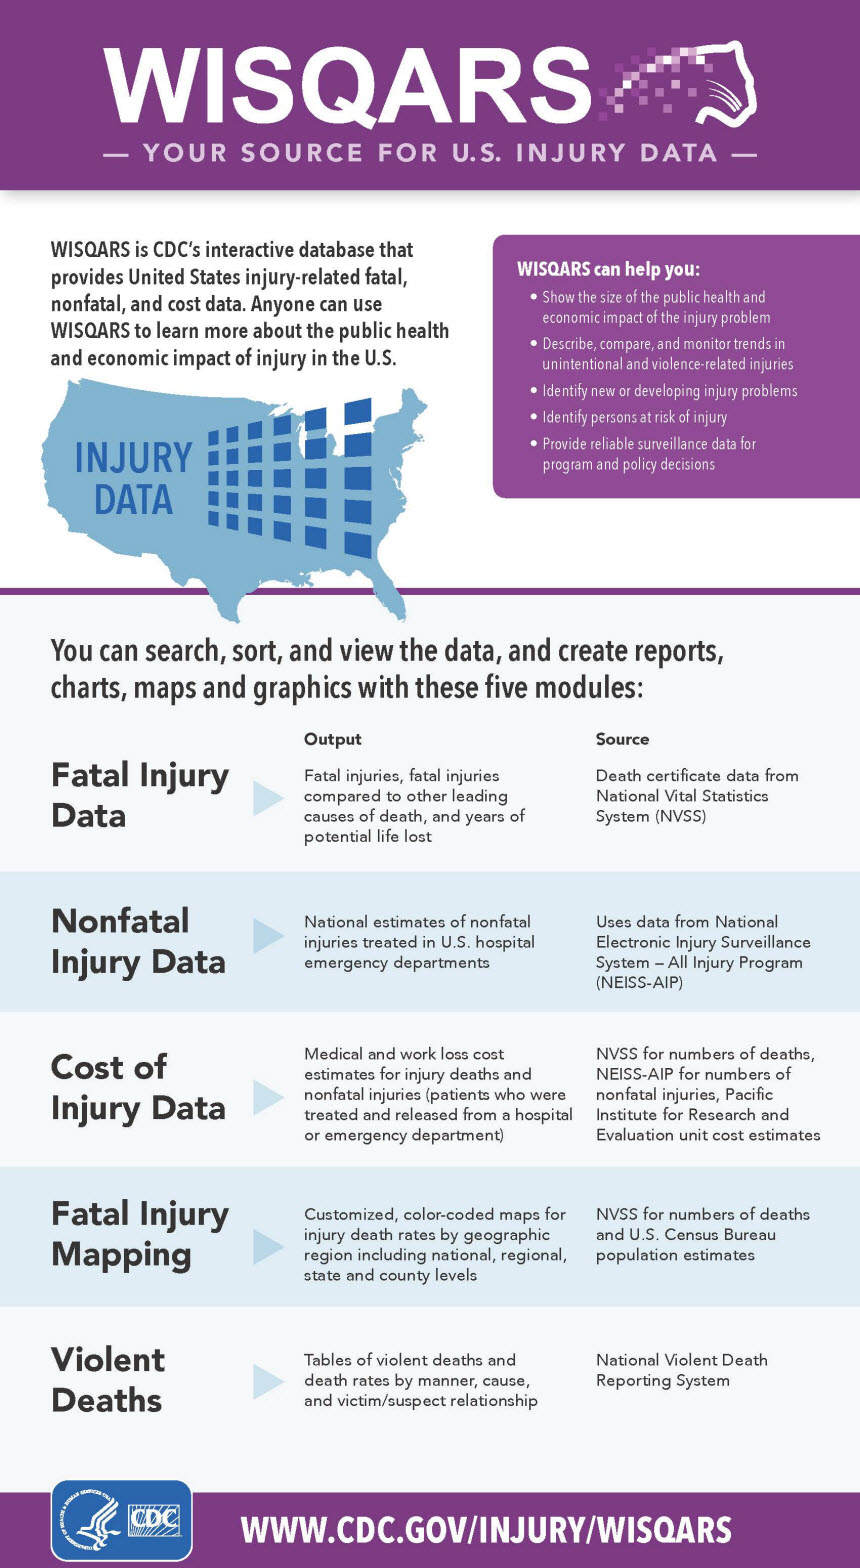 WISQARS
— YOUR SOURCE FOR U.S. INJURY DATA —
WISQARS is CDC's interactive database that
provides United States injury-related fatal,
nonfatal, and cost data. Anyone can use
WISQARS to learn more about the public health
and economic impact of injury in the U.S.
INJURY
DATA
WISQARS can help you:
• Show the size of the public health and
economic impact of the injury problem
• Describe, compare, and monitor trends in
unintentional and violence-related injuries
• Identify new or developing injury problems
• Identify persons at risk of injury
• Provide reliable surveillance data for
program and policy decisions
You can search, sort, and view the data, and create reports,
charts, maps and graphics with these five modules:
Output
Source
Fatal Injury
Data
Fatal injuries, fatal injuries
compared to other leading
causes of death, and years of
potential life lost
Death certificate data from
National Vital Statistics
System (NVSS)
Nonfatal
Injury Data
National estimates of nonfatal
injuries treated in U.S. hospital
emergency departments
Uses data from National
Electronic Injury Surveillance
System – All Injury Program
(NEISS-AIP)
Cost of
Injury Data
Medical and work loss cost
estimates for injury deaths and
nonfatal injuries (patients who were
treated and released from a hospital
or emergency department)
NVSS for numbers of deaths,
NEISS-AIP for numbers of
nonfatal injuries, Pacific
Institute for Research and
Evaluation unit cost estimates
Fatal Injury
Mapping
Customized, color-coded maps for
injury death rates by geographic
region including national, regional,
state and county levels
NVSS for numbers of deaths
and U.S. Census Bureau
population estimates
Violent
Deaths
Tables of violent deaths and
death rates by manner, cause,
and victim/suspect relationship
National Violent Death
Reporting System
CDC
WWW.CDC.GOV/INJURY/WISQARS